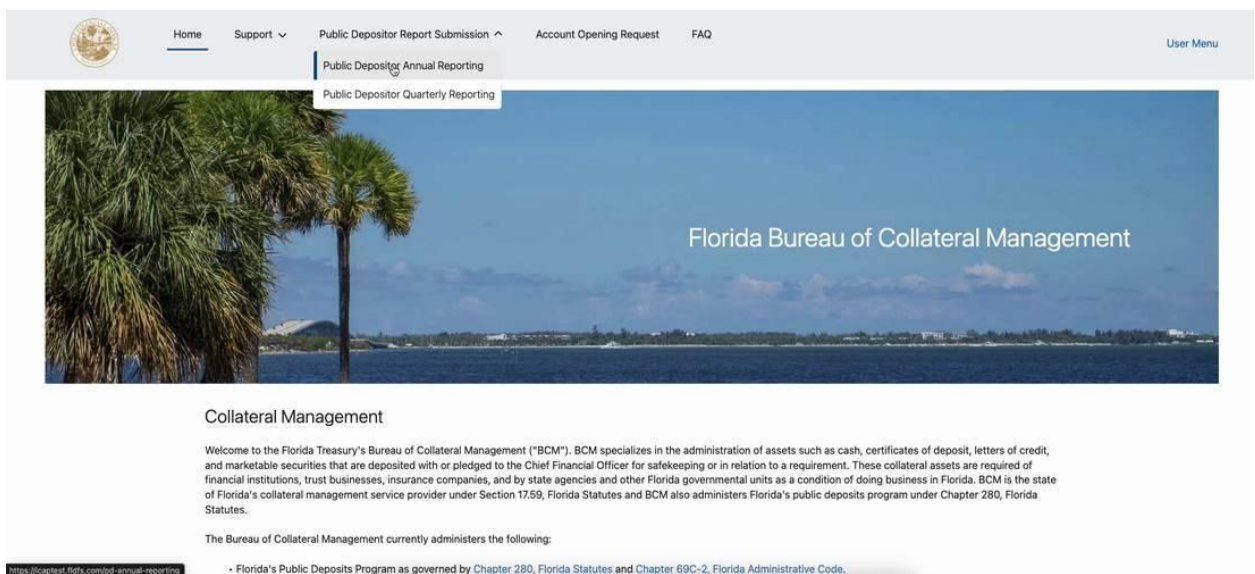 Home Support Public Depositor Report Submission Account Opening Request FAQ
User Menu
Public Depositor Annual Reporting
Public Depositor Quarterly Reporting
Florida Bureau of Collateral Management
Collateral Management
Welcome to the Florida Treasury's Bureau of Collateral Management ("BCM"). BCM specializes in the administration of assets such as cash, certificates of deposit, letters of credit,
and marketable securities that are deposited with or pledged to the Chief Financial Officer for safekeeping or in relation to a requirement. These collateral assets are required of
financial institutions, trust businesses, insurance companies, and by state agencies and other Florida governmental units as a condition of doing business in Florida. BCM is the state
of Florida's collateral management service provider under Section 17.59, Florida Statutes and BCM also administers Florida's public deposits program under Chapter 280, Florida
Statutes.
The Bureau of Collateral Management currently administers the following:
• Florida's Public Deposits Program as governed by Chapter 280, Florida Statutes and Chapter 69C-2, Florida Administrative Code.
https://icaptest.fldfs.com/pd-annual-reporting